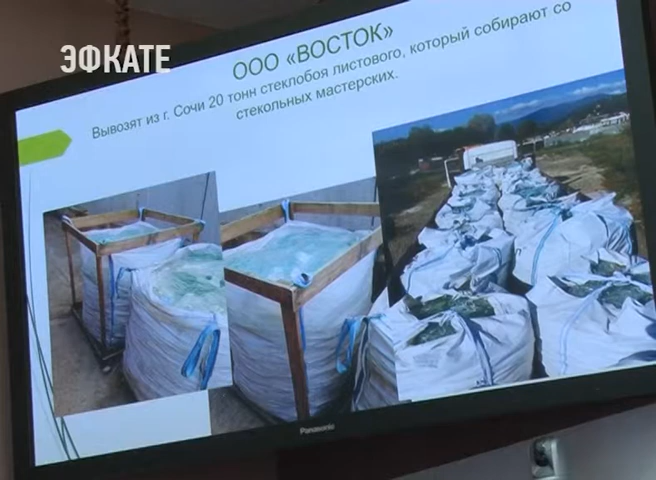 ЭФКАТЕ
ООО «ВОСТОК»
Вывозят из г. Сочи 20 тонн стеклобоя листового, который собирают со
стекольных мастерских.
Panasonic